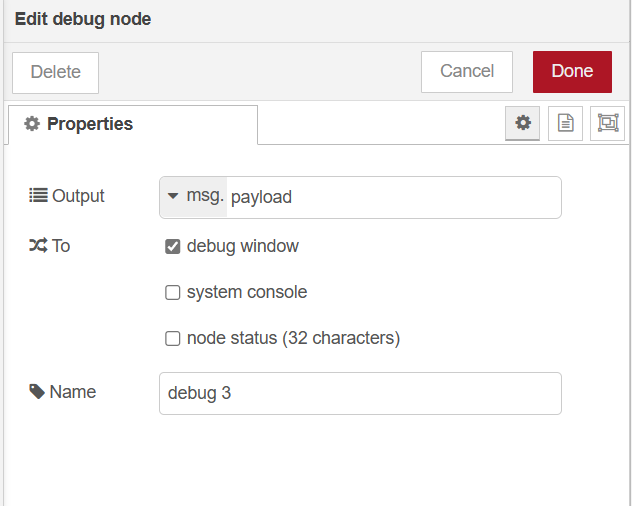 Edit debug node
Delete
Cancel
Done
Properties
Output
msg. payload
To
debug window
system console
node status (32 characters)
Name
debug 3